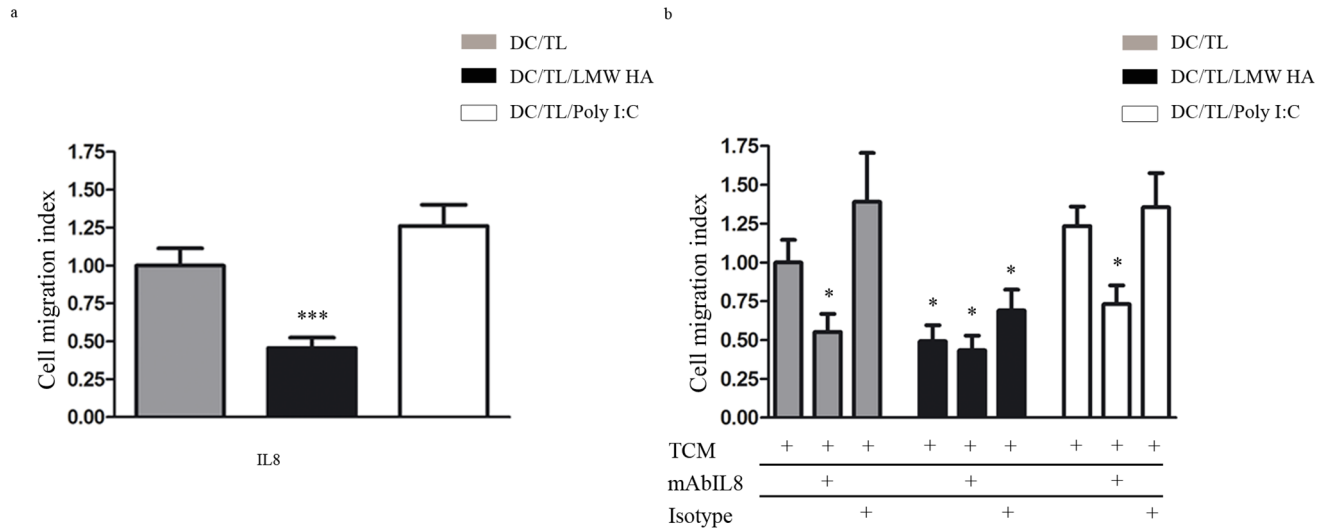 a
DC/TL
DC/TL/LMW HA
DC/TL/Poly I:C
Cell migration index
1.75
1.50
1.25
1.00
0.75
0.50
0.25
0.00
***
IL8
b
DC/TL
DC/TL/LMW HA
DC/TL/Poly I:C
Cell migration index
1.75
1.50
1.25
1.00
0.75
0.50
0.25
0.00
* * * * *
TCM + + + + + + + + +
mAbIL8 + + +
Isotype + + +